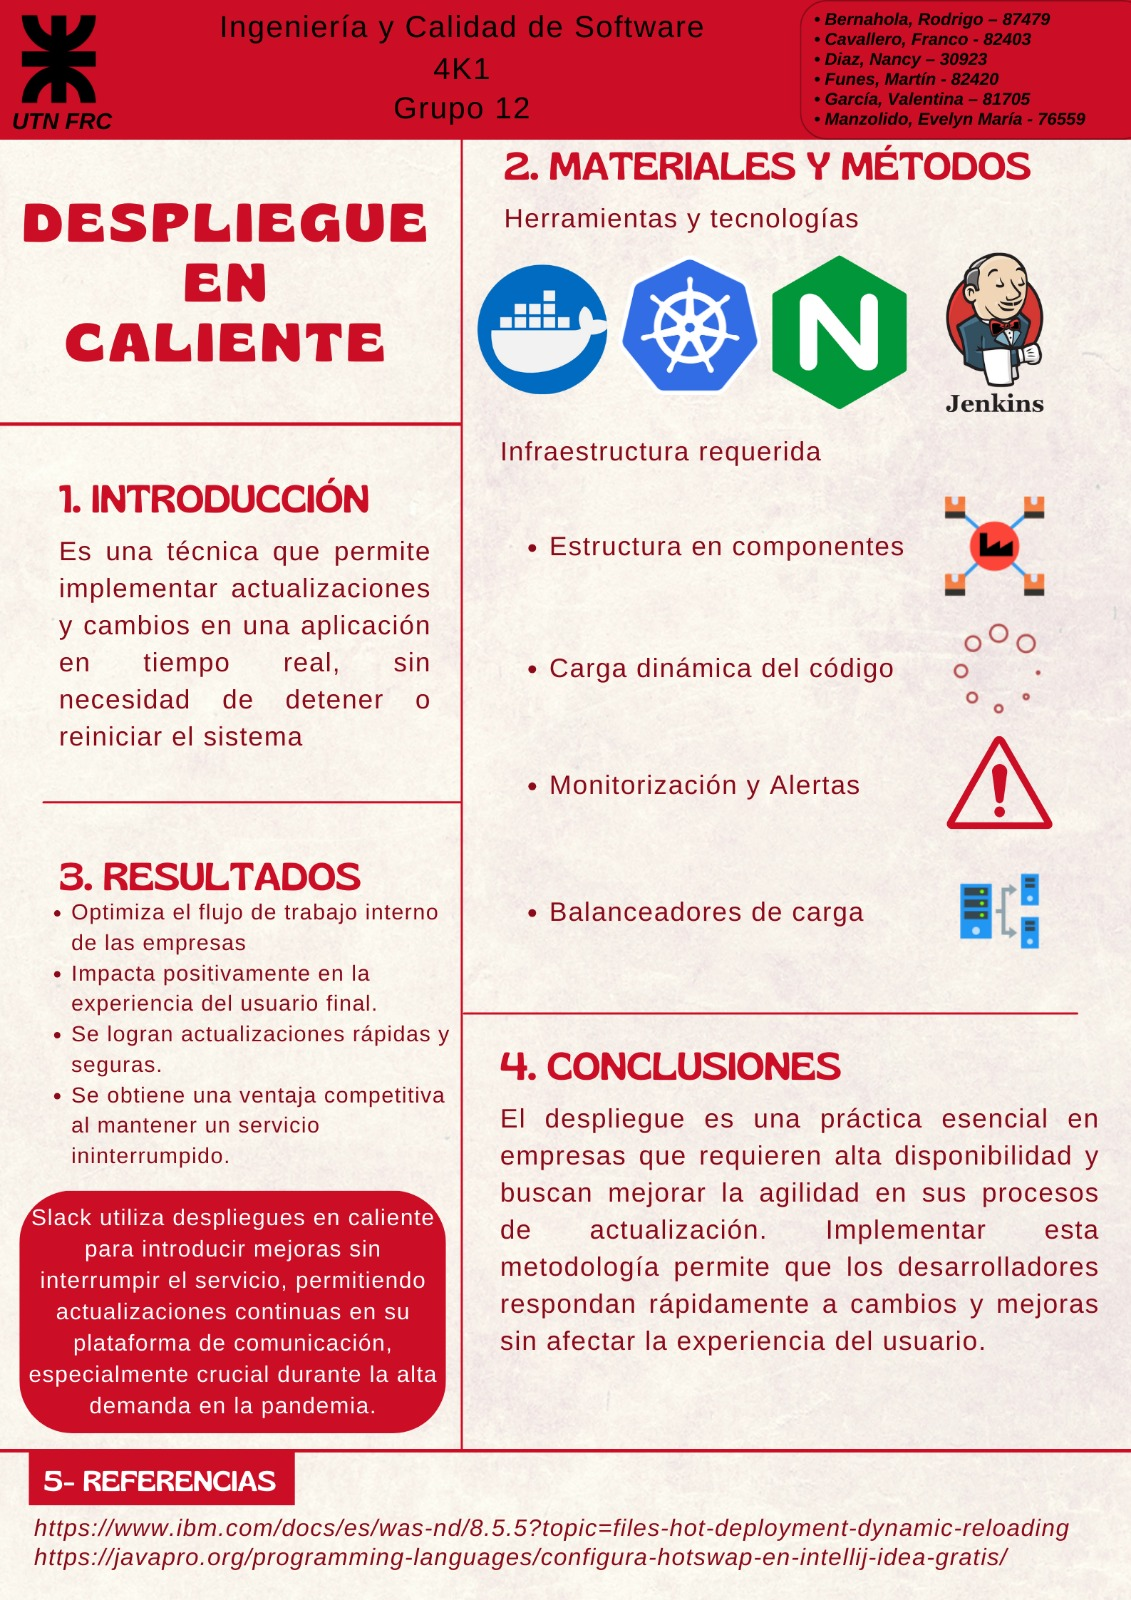 UTN FRC
Ingeniería y Calidad de Software
4K1
Grupo 12
• Bernahola, Rodrigo – 87479
• Cavallero, Franco - 82403
• Diaz, Nancy – 30923
• Funes, Martín - 82420
• García, Valentina – 81705
• Manzolido, Evelyn María - 76559
DESPLIEGUE
EN
CALIENTE
1. INTRODUCCIÓN
Es una técnica que permite
implementar actualizaciones
y cambios en una aplicación
en tiempo real, sin
necesidad de detener o
reiniciar el sistema
2. MATERIALES Y MÉTODOS
Herramientas y tecnologías
N
Jenkins
Infraestructura requerida
• Estructura en componentes
• Carga dinámica del código
• Monitorización y Alertas
• Balanceadores de carga
3. RESULTADOS
• Optimiza el flujo de trabajo interno
de las empresas
• Impacta positivamente en la
experiencia del usuario final.
• Se logran actualizaciones rápidas y
seguras.
• Se obtiene una ventaja competitiva
al mantener un servicio
ininterrumpido.
Slack utiliza despliegues en caliente
para introducir mejoras sin
interrumpir el servicio, permitiendo
actualizaciones continuas en su
plataforma de comunicación,
especialmente crucial durante la alta
demanda en la pandemia.
4. CONCLUSIONES
El despliegue es una práctica esencial en
empresas que requieren alta disponibilidad y
buscan mejorar la agilidad en sus procesos
de actualización. Implementar esta
metodología permite que los desarrolladores
respondan rápidamente a cambios y mejoras
sin afectar la experiencia del usuario.
5- REFERENCIAS
https://www.ibm.com/docs/es/was-nd/8.5.5?topic=files-hot-deployment-dynamic-reloading
https://javapro.org/programming-languages/configura-hotswap-en-intellij-idea-gratis/